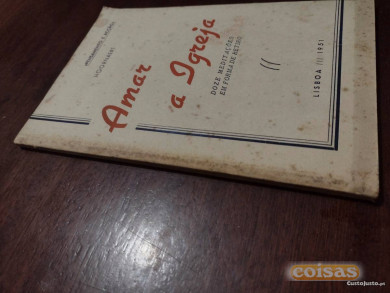 Amar
a Igreja
DOZE MEDITAÇÕES
EM FORMA DE RETIRO
LISBOA / 1951
coisas
CustoJusto.pt